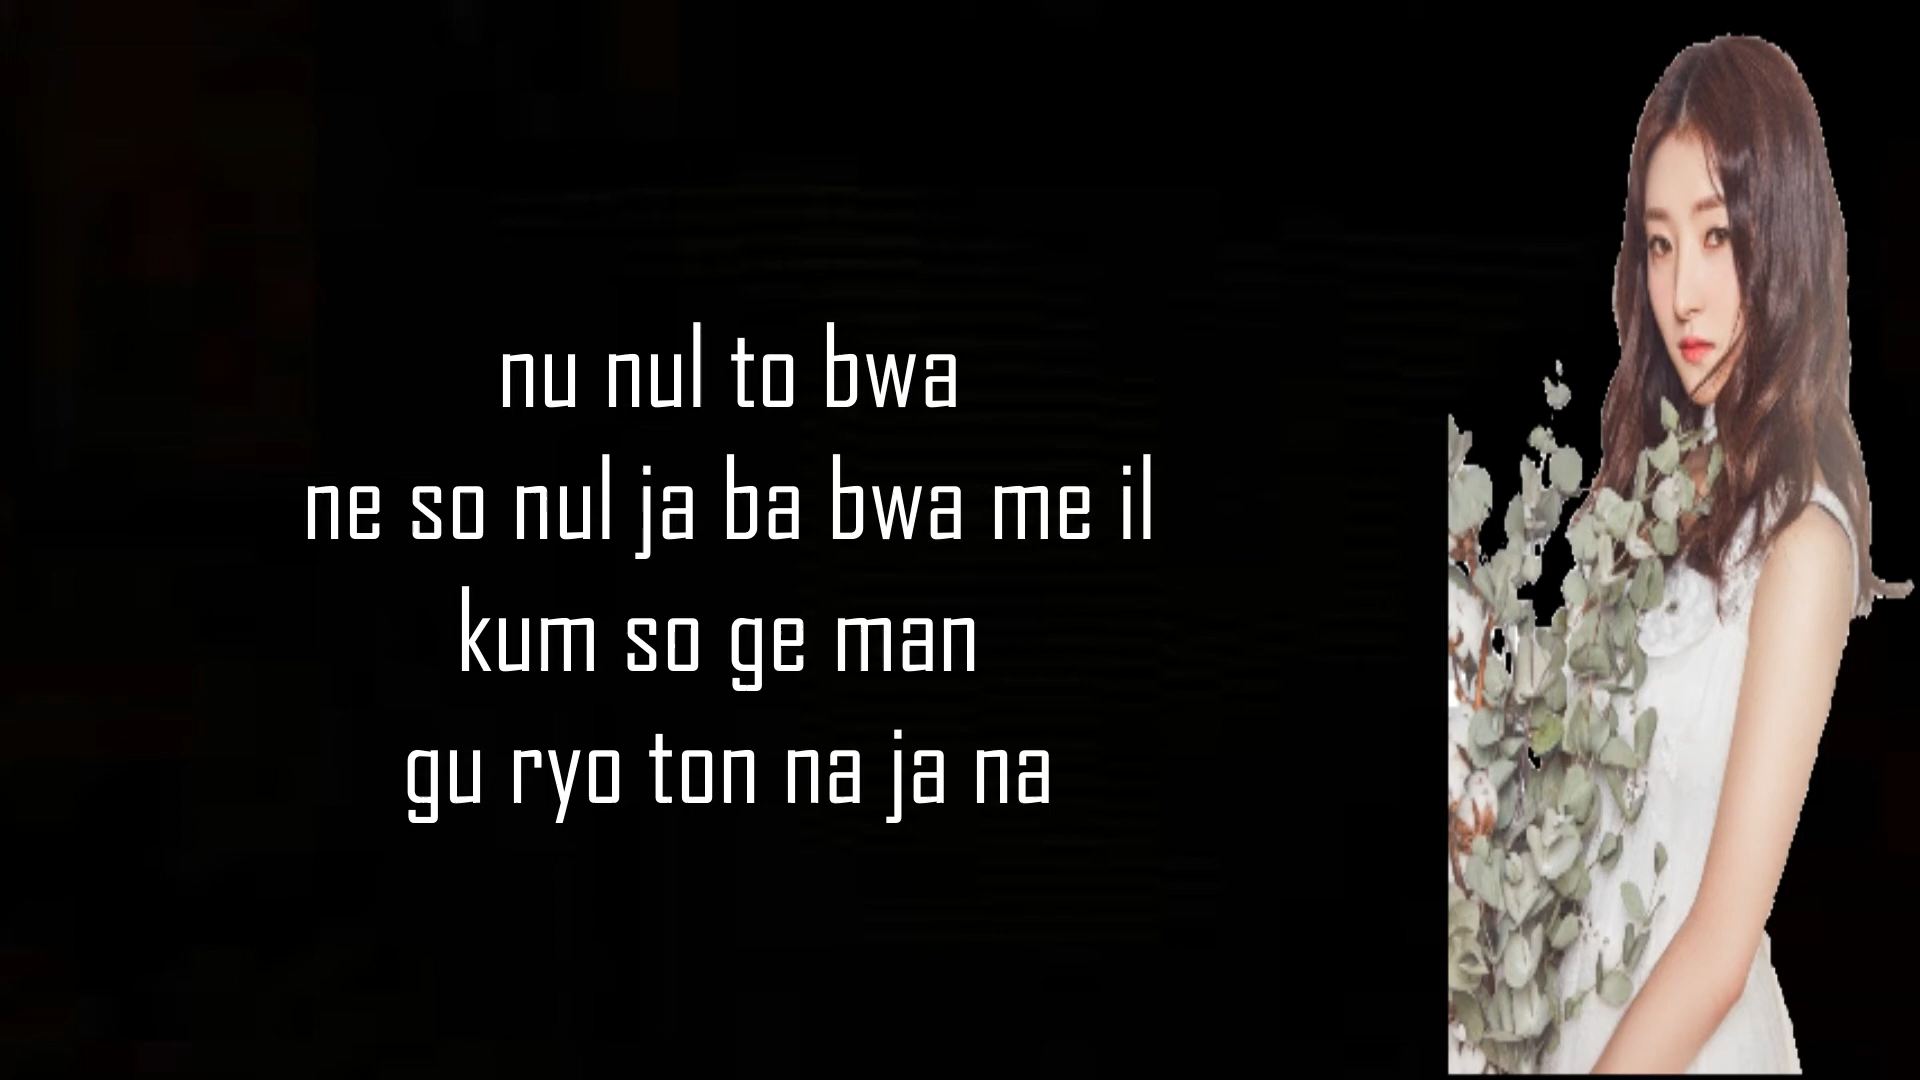 nu nul to bwa
ne so nul ja ba bwa me il
kum so ge man
gu ryo ton na ja na